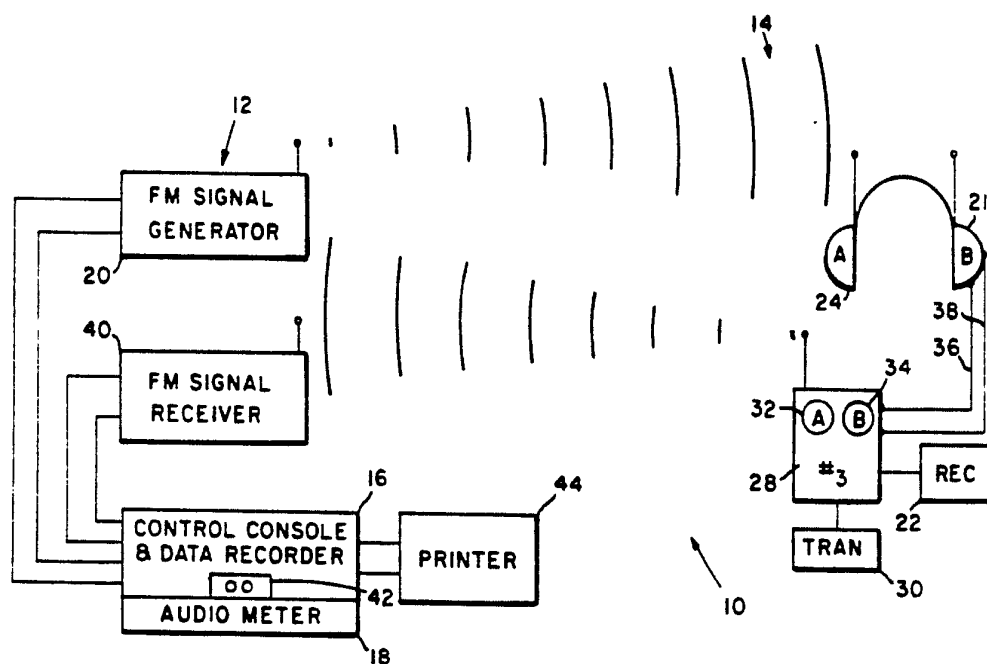 14
12
FM SIGNAL
GENERATOR
20
21
A
B
24
38
36
40
FM SIGNAL
RECEIVER
34
32
A
B
28
#3
REC
22
TRAN
30
16
44
CONTROL CONSOLE
& DATA RECORDER
PRINTER
42
AUDIO METER
18
10